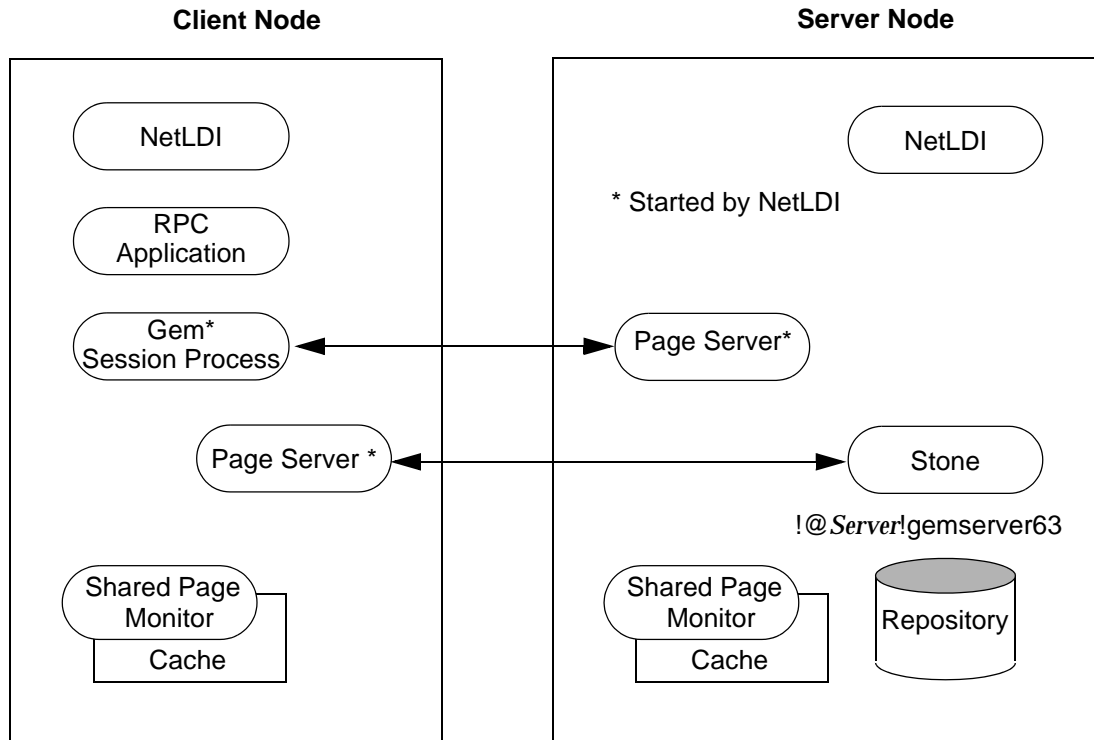 Client Node
Server Node
NetLDI
NetLDI
* Started by NetLDI
RPC
Application
Gem*
Session Process
Page Server*
Page Server *
Stone
!@Server!gemserver63
Shared Page
Monitor
Cache
Shared Page
Monitor
Cache
Repository